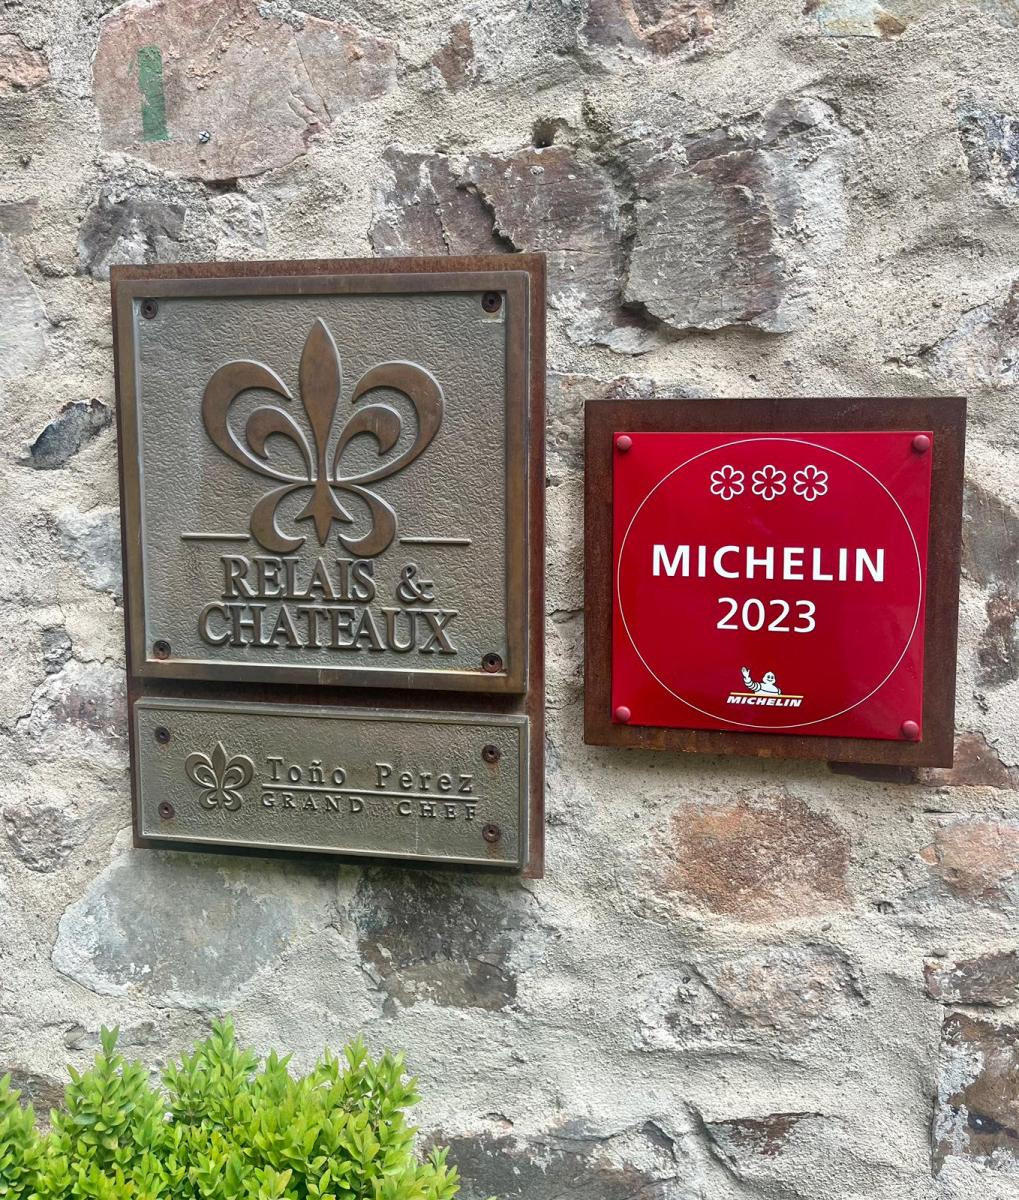 RELAIS &
CHATEAUX
Toño Perez
GRAND CHEF
MICHELIN
2023
MICHELIN